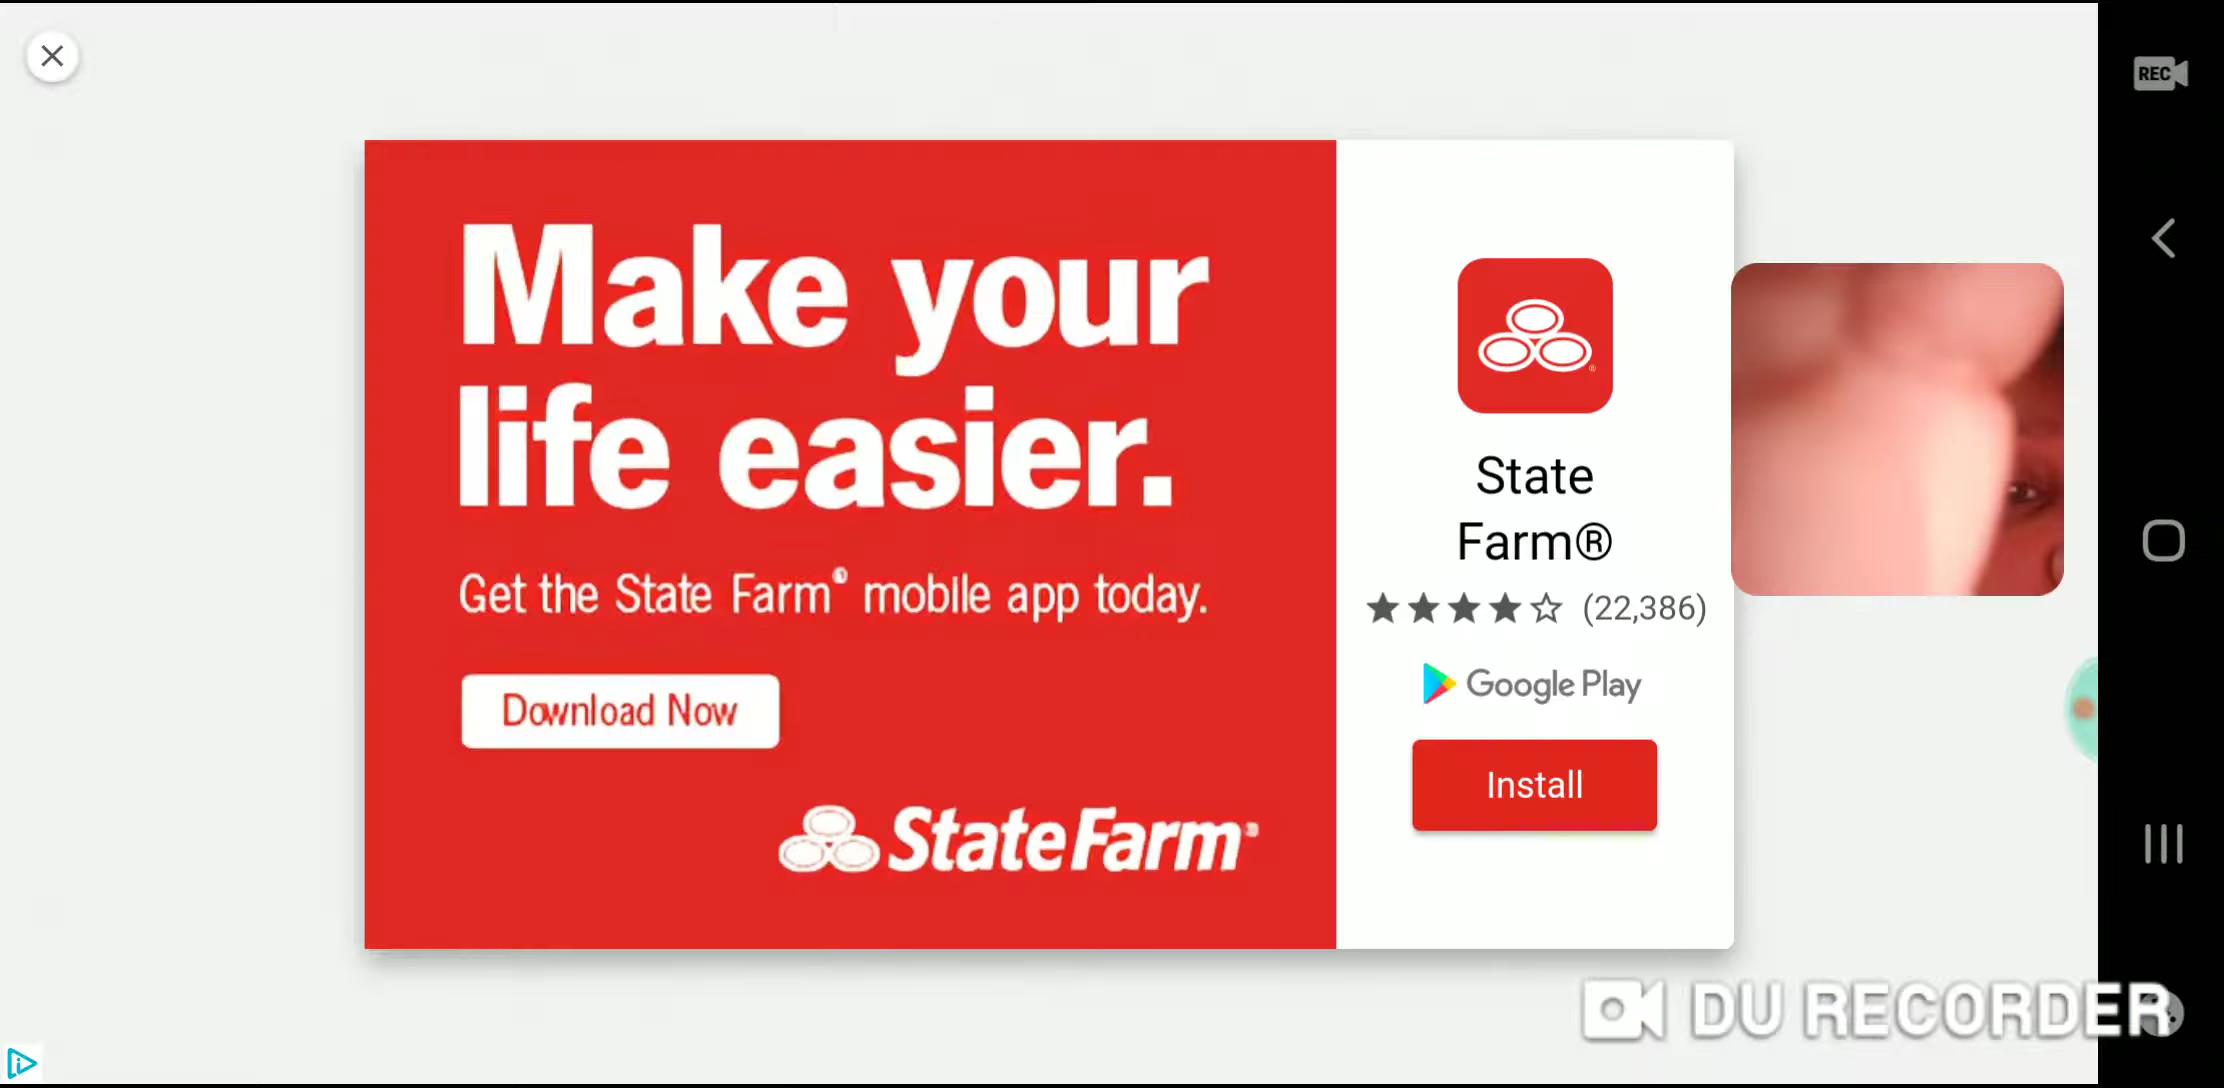 REC
Make your
life easier.
Get the State Farm® mobile app today.
Download Now
StateFarm®
State
Farm®
(22,386)
Google Play
Install
DU RECORDER